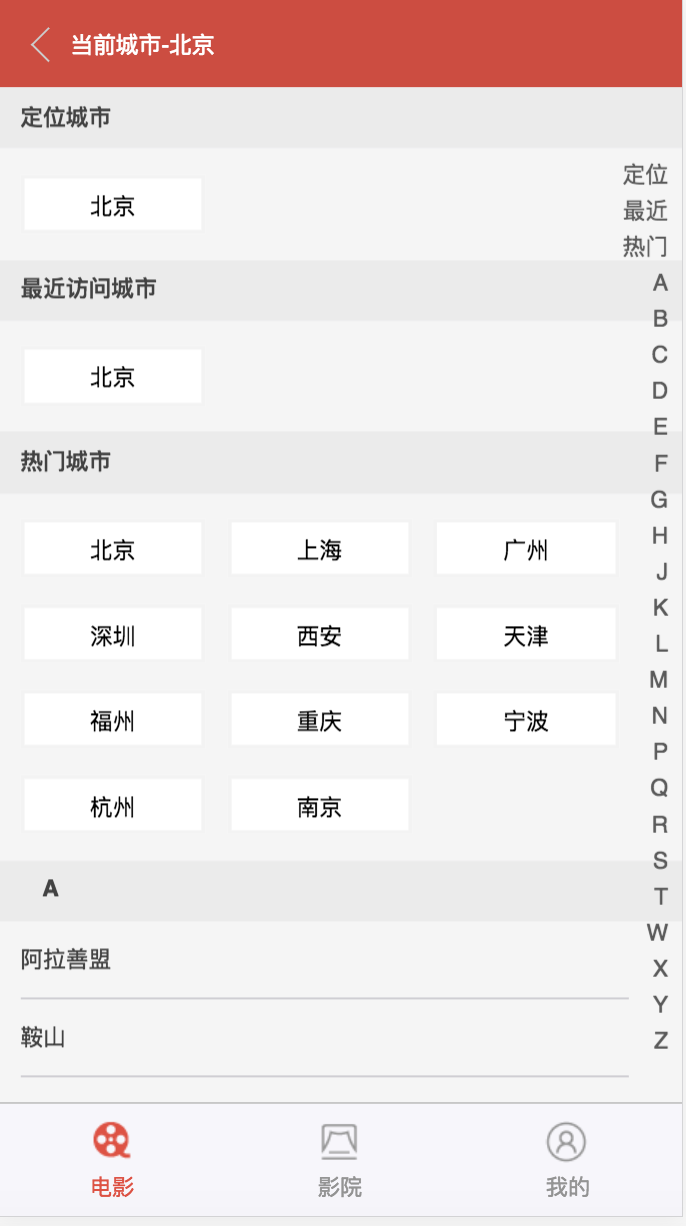 当前城市-北京
定位城市
北京
最近访问城市
北京
热门城市
北京 上海 广州
深圳 西安 天津
福州 重庆 宁波
杭州 南京
A
阿拉善盟
鞍山
定位
最近
热门
A
B
C
D
E
F
G
H
J
K
L
M
N
P
Q
R
S
T
W
X
Y
Z
电影 影院 我的